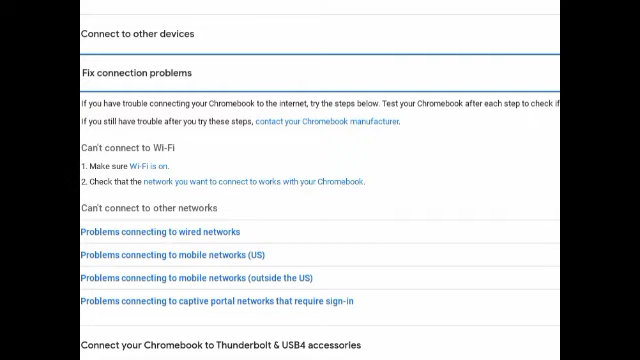 Connect to other devices
Fix connection problems
If you have trouble connecting your Chromebook to the internet, try the steps below. Test your Chromebook after each step to check if
If you still have trouble after you try these steps, contact your Chromebook manufacturer.
Can't connect to Wi-Fi
1. Make sure Wi-Fi is on.
2. Check that the network you want to connect to works with your Chromebook.
Can't connect to other networks
Problems connecting to wired networks
Problems connecting to mobile networks (US)
Problems connecting to mobile networks (outside the US)
Problems connecting to captive portal networks that require sign-in
Connect your Chromebook to Thunderbolt & USB4 accessories